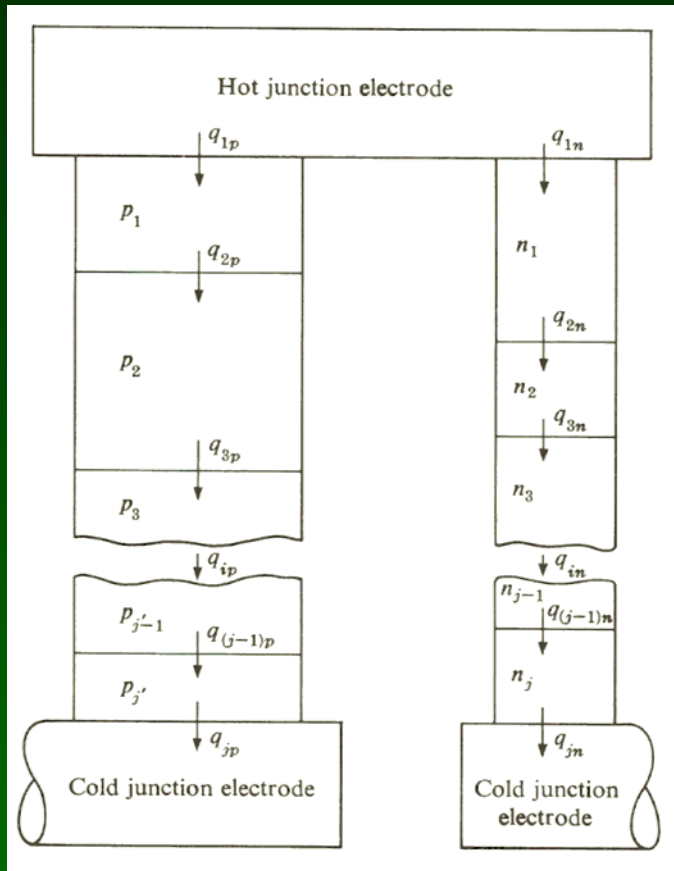 Hot junction electrode
q₁ₚ
q₁ₙ
p₁
n₁
q₂ₚ
q₂ₙ
p₂
n₂
q₃ₚ
q₃ₙ
p₃
n₃
qᵢₚ
qᵢₙ
pⱼ′₋₁
nⱼ₋₁
q₍ⱼ₋₁₎ₚ
q₍ⱼ₋₁₎ₙ
pⱼ′
nⱼ
qⱼₚ
qⱼₙ
Cold junction electrode
Cold junction
electrode